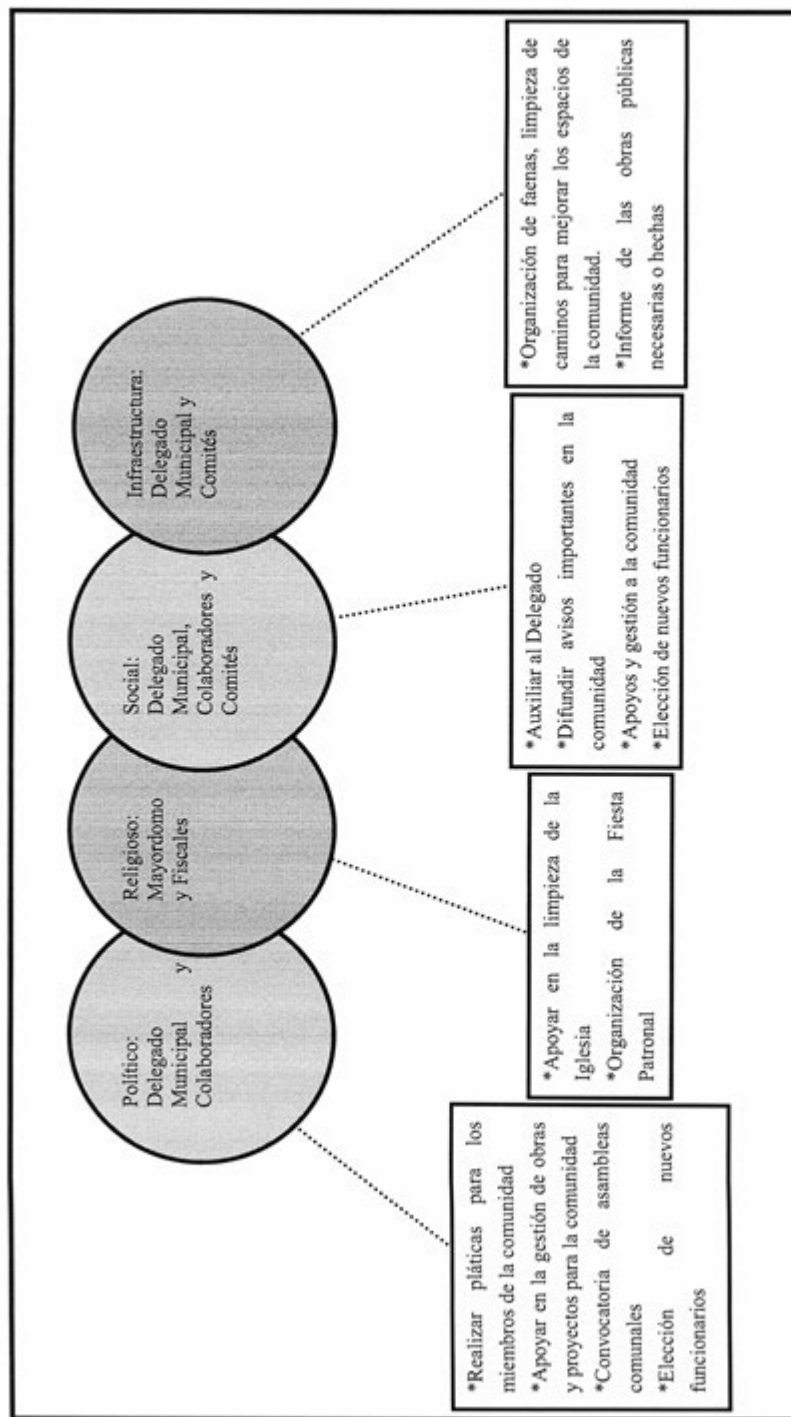 Político:
Delegado
Municipal y
Colaboradores
Religioso:
Mayordomo
y Fiscales
Social:
Delegado
Municipal,
Colaboradores y
Comités
Infraestructura:
Delegado
Municipal y
Comités
*Realizar pláticas para los
miembros de la comunidad
*Apoyar en la gestión de obras
y proyectos para la comunidad
*Convocatoria de asambleas
comunales
*Elección de nuevos
funcionarios
*Apoyar en la limpieza de la
Iglesia
*Organización de la Fiesta
Patronal
*Auxiliar al Delegado
*Difundir avisos importantes en la
comunidad
*Apoyos y gestión a la comunidad
*Elección de nuevos funcionarios
*Organización de faenas, limpieza de
caminos para mejorar los espacios de
la comunidad.
*Informe de las obras públicas
necesarias o hechas